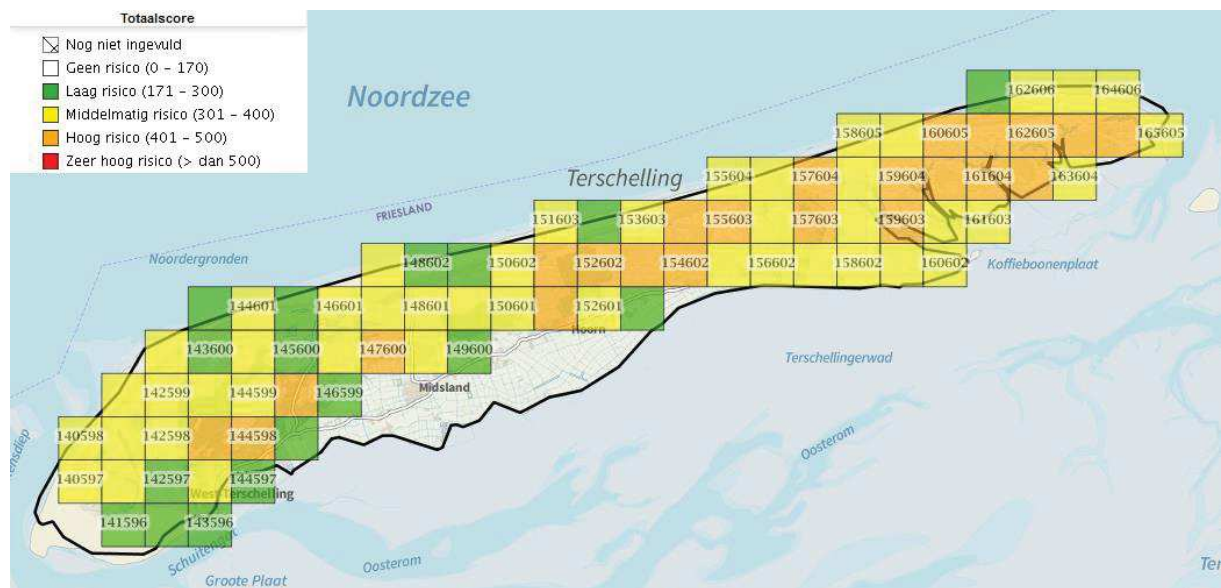 Totaalscore
Nog niet ingevuld
Geen risico (0 - 170)
Laag risico (171 - 300)
Middelmatig risico (301 - 400)
Hoog risico (401 - 500)
Zeer hoog risico (> dan 500)
Noordzee
162606 164606
158605 160605 162605 165605
Terschelling
155604 157604 159604 161604 163604
FRIESLAND
151603 153603 155603 157603 159603 161603
Noordergronden
148602 150602 152602 154602 156602 158602 160602
Koffieboonenplaat
144601 146601 148601 150601 152601
Hoorn
143600 145600 147600 149600
Terschellingerwad
142599 144599 146599
Midsland
140598 142598 144598
Oosterom
140597 142597 144597
West-Terschelling
141596 143596
Schuitengat
Oosterom
Groote Plaat